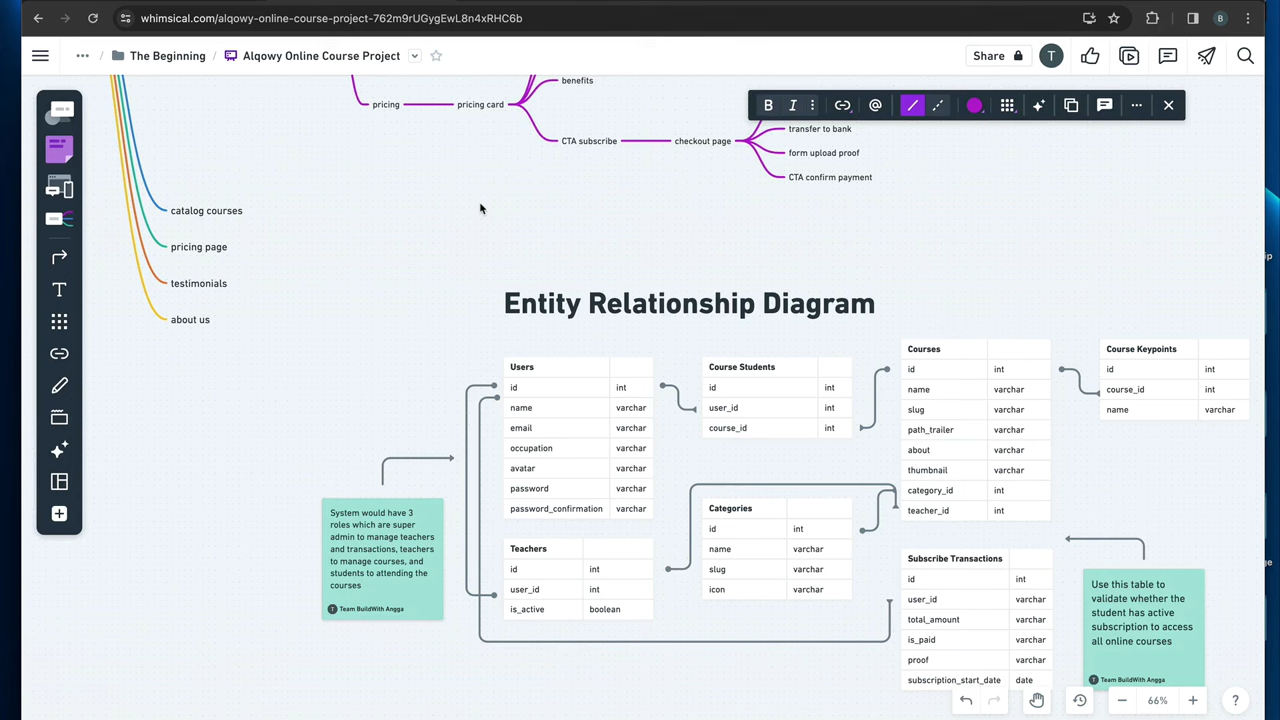 whimsical.com/alqowy-online-course-project-762m9rUGygEwL8n4xRHC6b
B
... / The Beginning / Alqowy Online Course Project
Share
T
B I
benefits
pricing
pricing card
CTA subscribe
checkout page
transfer to bank
form upload proof
CTA confirm payment
catalog courses
pricing page
testimonials
about us
T
Entity Relationship Diagram
Users
id int
name varchar
email varchar
occupation varchar
avatar varchar
password varchar
password_confirmation varchar
Course Students
id int
user_id int
course_id int
Courses
id int
name varchar
slug varchar
path_trailer varchar
about varchar
thumbnail varchar
category_id int
teacher_id int
Course Keypoints
id int
course_id int
name varchar
System would have 3
roles which are super
admin to manage teachers
and transactions, teachers
to manage courses, and
students to attending the
courses
T Team BuildWith Angga
Teachers
id int
user_id int
is_active boolean
Categories
id int
name varchar
slug varchar
icon varchar
Subscribe Transactions
id int
user_id varchar
total_amount varchar
is_paid varchar
proof varchar
subscription_start_date date
Use this table to
validate whether the
student has active
subscription to access
all online courses
T Team BuildWith Angga
66%
?